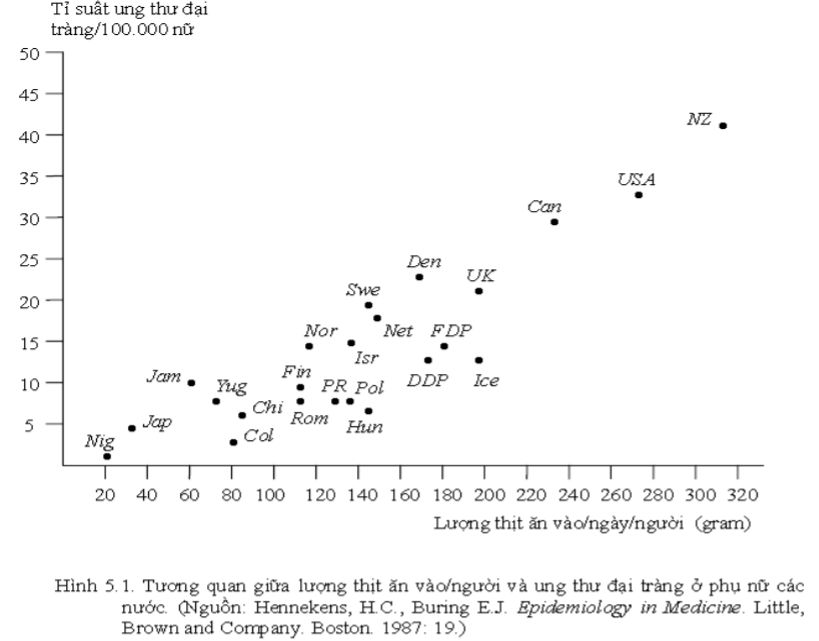 Tỉ suất ung thư đại
tràng/100.000 nữ
50
45
40
35
30
25
20
15
10
5
NZ
USA
Can
Den
UK
Swe
Nor
Net
FDP
Isr
Jam
Yug
Fin
PR
Pol
DDP
Ice
Chi
Rom
Hun
Jap
Col
Nig
20 40 60 80 100 120 140 160 180 200 220 240 260 280 300 320
Lượng thịt ăn vào/ngày/người (gram)
Hình 5.1. Tương quan giữa lượng thịt ăn vào/người và ung thư đại tràng ở phụ nữ các
nước. (Nguồn: Hennekens, H.C., Buring E.J. Epidemiology in Medicine. Little,
Brown and Company. Boston. 1987: 19.)